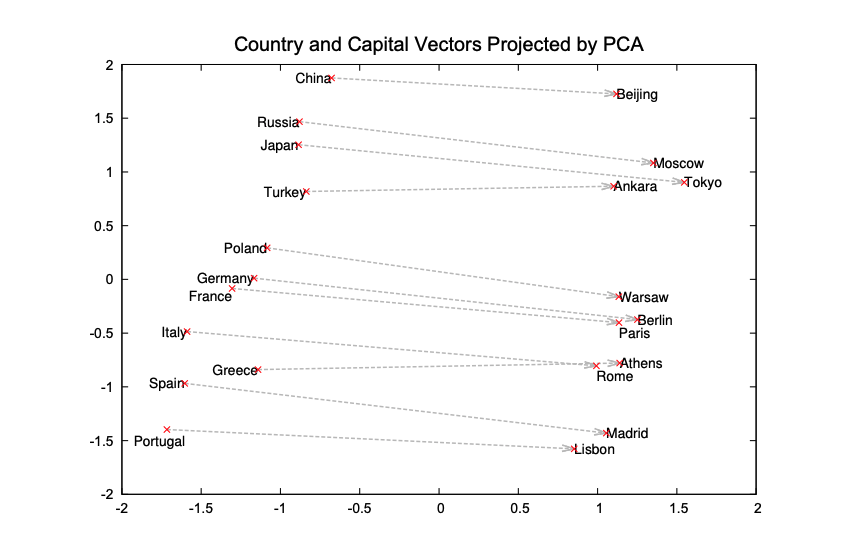 Country and Capital Vectors Projected by PCA
2
China
Beijing
1.5
Russia
Japan
Moscow
1
Tokyo
Turkey
Ankara
0.5
Poland
0
Germany
France
Warsaw
Berlin
-0.5
Italy
Paris
Athens
Greece
Rome
-1
Spain
Madrid
-1.5
Portugal
Lisbon
-2
-2 -1.5 -1 -0.5 0 0.5 1 1.5 2